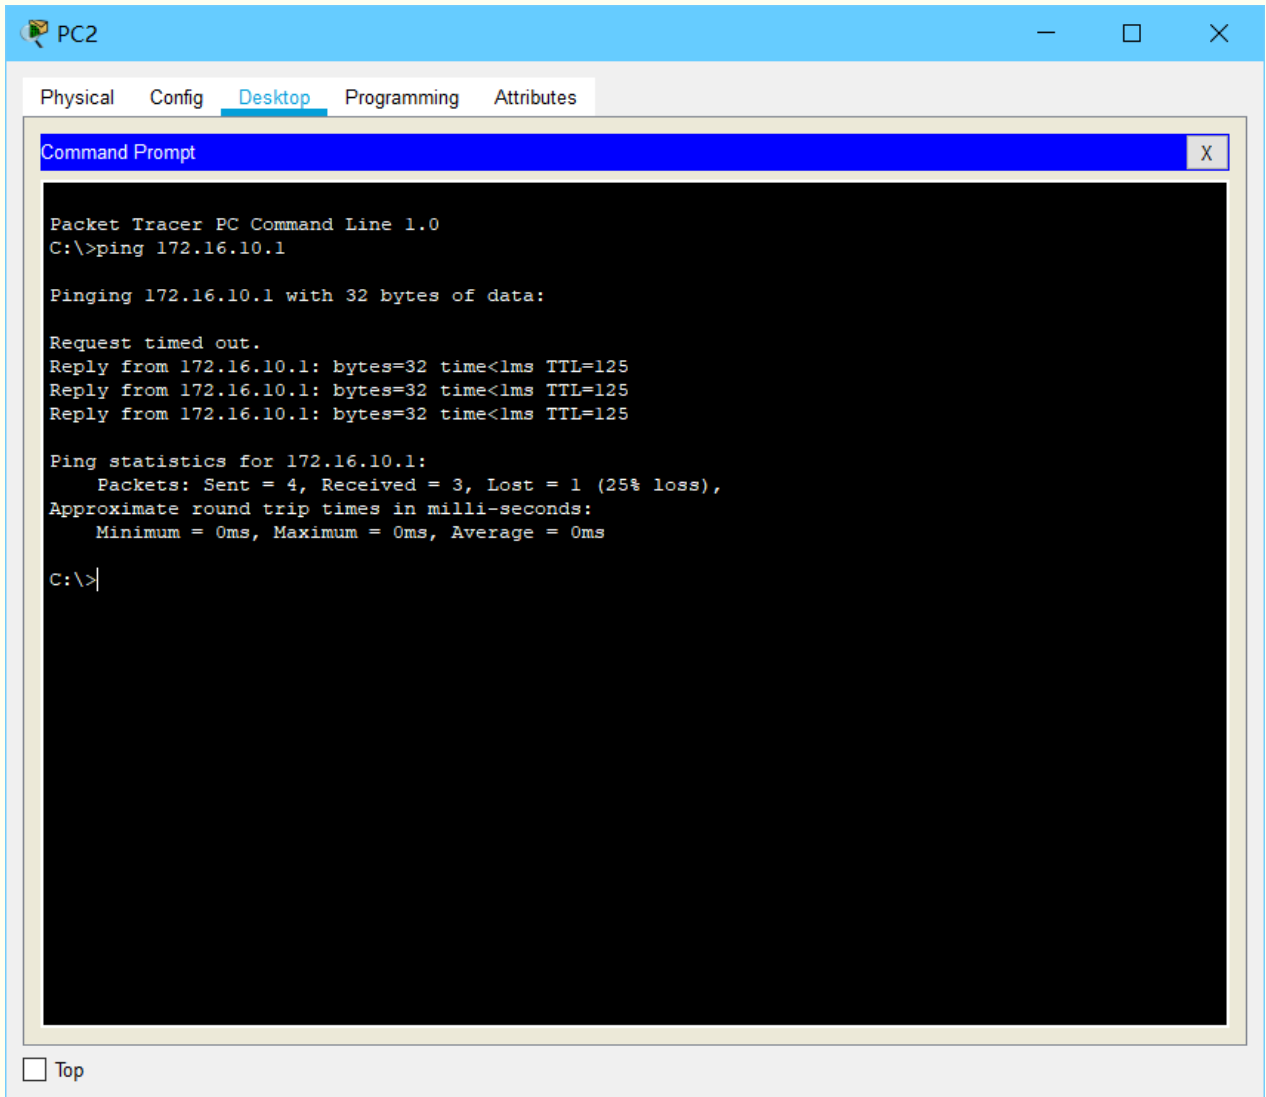 PC2
Physical Config Desktop Programming Attributes
Command Prompt
X
Packet Tracer PC Command Line 1.0
C:\>ping 172.16.10.1
Pinging 172.16.10.1 with 32 bytes of data:
Request timed out.
Reply from 172.16.10.1: bytes=32 time<1ms TTL=125
Reply from 172.16.10.1: bytes=32 time<1ms TTL=125
Reply from 172.16.10.1: bytes=32 time<1ms TTL=125
Ping statistics for 172.16.10.1:
    Packets: Sent = 4, Received = 3, Lost = 1 (25% loss),
Approximate round trip times in milli-seconds:
    Minimum = 0ms, Maximum = 0ms, Average = 0ms
C:\>
Top